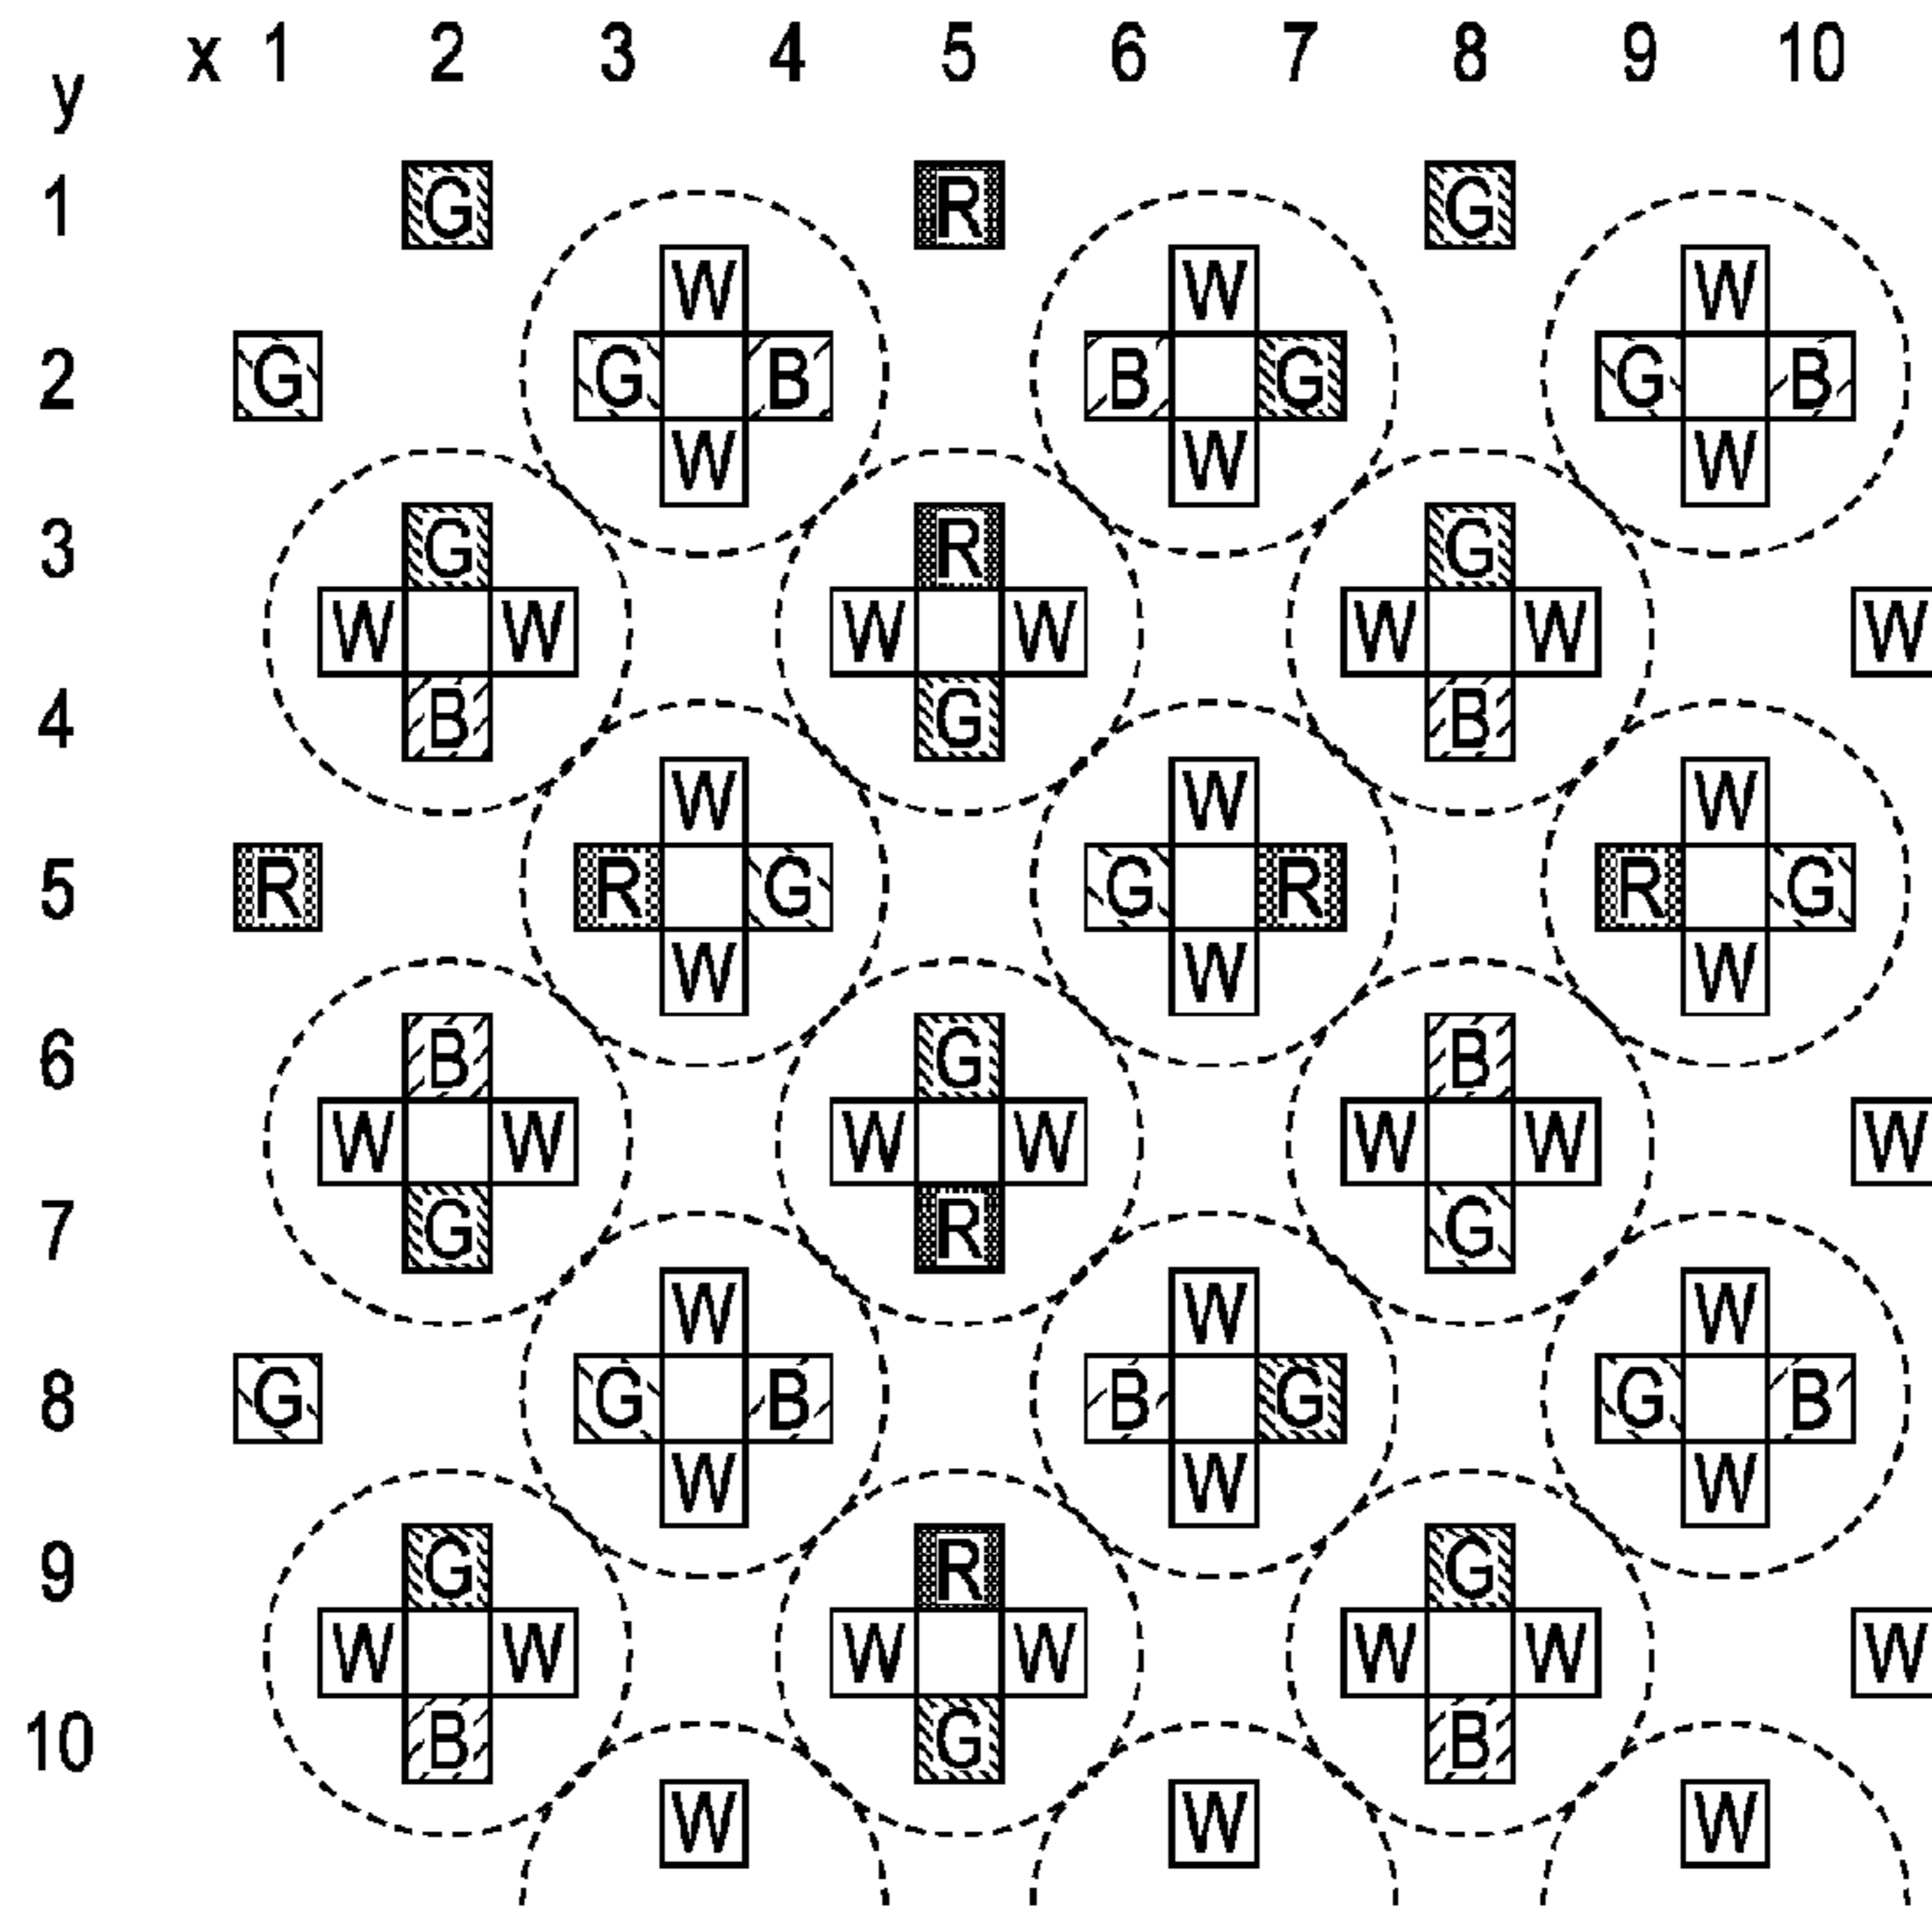 x 1 2 3 4 5 6 7 8 9 10
y
1 G R G
W W W
2 G G B B G G B
W W W
3 G R G
W W W W W W W
4 B G B
W W W
5 R R G G R R G
W W W
6 B G B
W W W W W W W
7 G R G
W W W
8 G G B B G G B
W W W
9 G R G
W W W W W W W
10 B G B
W W W